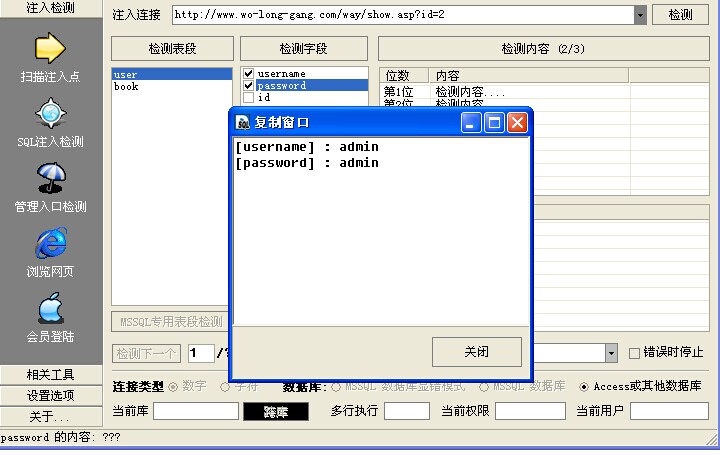 注入检测
注入连接 http://www.wo-long-gang.com/way/show.asp?id=2 检测
检测表段 检测字段 检测内容 (2/3)
user
book
username
password
id
位数 内容
第1位 检测内容....
第2位 检测内容
扫描注入点
SQL注入检测
管理入口检测
浏览网页
会员登陆
复制窗口
[username] : admin
[password] : admin
关闭
MSSQL专用表段检测
检测下一个 1 /?
错误时停止
相关工具
设置选项
关于...
连接类型 数字 字符 数据库: MSSQL 数据库显错模式 MSSQL 数据库 Access或其他数据库
当前库 跨库 多行执行 当前权限 当前用户
password 的内容: ???